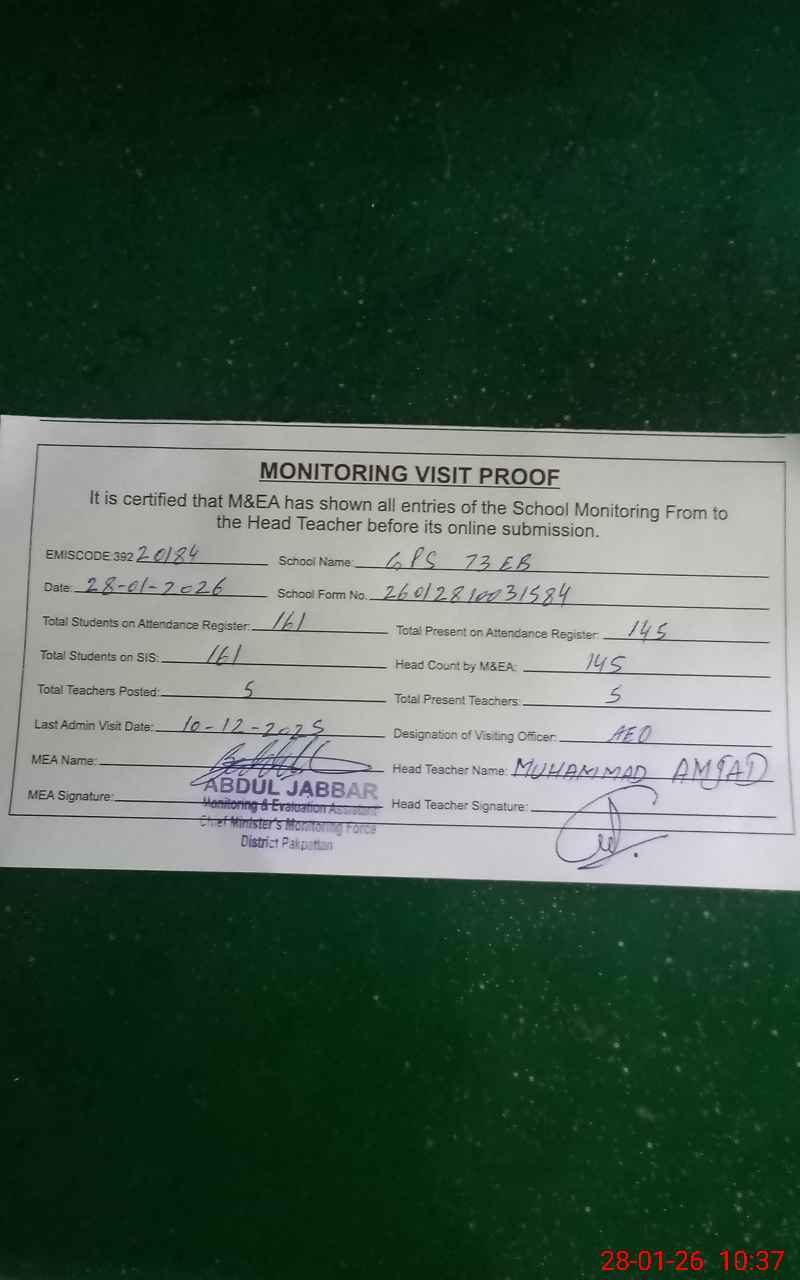 MONITORING VISIT PROOF
It is certified that M&EA has shown all entries of the School Monitoring From to
the Head Teacher before its online submission.
EMISCODE:392 20184 School Name: GPS 73 EB
Date: 28-01-2026 School Form No. 26012810031584
Total Students on Attendance Register: 161 Total Present on Attendance Register: 145
Total Students on SIS: 161 Head Count by M&EA: 145
Total Teachers Posted: 5 Total Present Teachers: 5
Last Admin Visit Date: 10-12-2025 Designation of Visiting Officer: AEO
MEA Name: Head Teacher Name: MUHAMMAD AMJAD
ABDUL JABBAR
MEA Signature: Head Teacher Signature:
Monitoring & Evaluation Assistant
Chief Minister's Monitoring Force
District Pakpattan
28-01-26 10:37